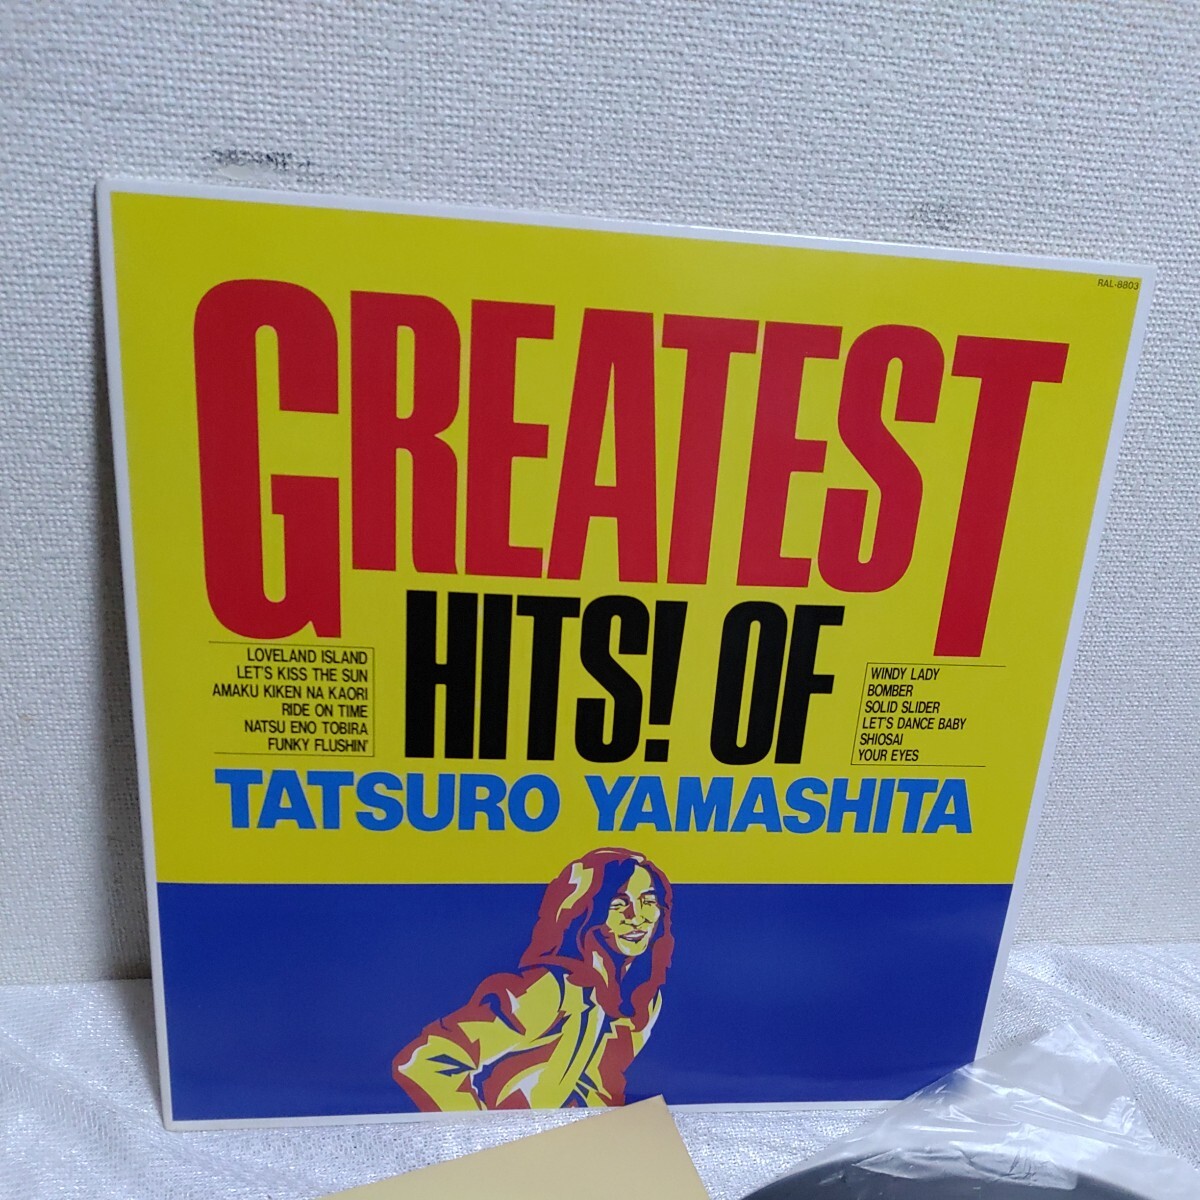 RAL-8803
GREATEST
HITS! OF
LOVELAND ISLAND
LET'S KISS THE SUN
AMAKU KIKEN NA KAORI
RIDE ON TIME
NATSU ENO TOBIRA
FUNKY FLUSHIN'
WINDY LADY
BOMBER
SOLID SLIDER
LET'S DANCE BABY
SHIOSAI
YOUR EYES
TATSURO YAMASHITA